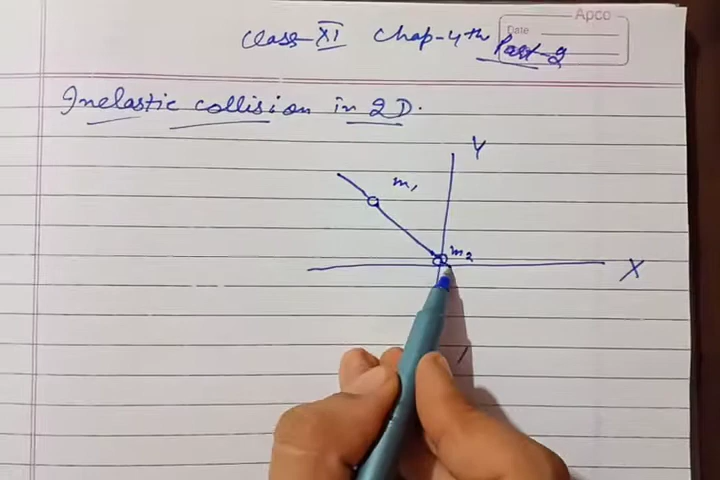 Apco
Date
Class-XI Chap-4th Part-2
Inelastic collision in 2D.
Y
m1
m2
X